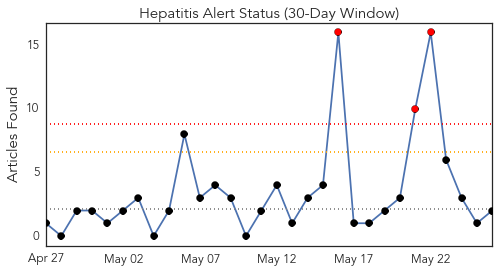 Hepatitis Alert Status (30-Day Window)
Articles Found
15
10
5
0
Apr 27
May 02
May 07
May 12
May 17
May 22